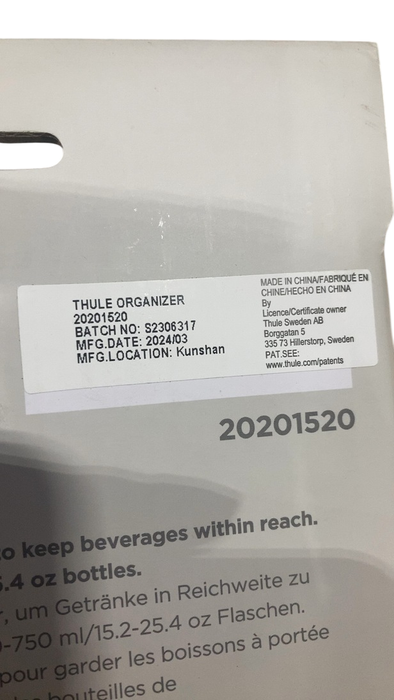 THULE ORGANIZER
20201520
BATCH NO: S2306317
MFG.DATE: 2024/03
MFG.LOCATION: Kunshan
MADE IN CHINA/FABRIQUÉ EN
CHINE/HECHO EN CHINA
By
Licence/Certificate owner
Thule Sweden AB
Borggatan 5
335 73 Hillerstorp, Sweden
PAT.SEE:
www.thule.com/patents
20201520
to keep beverages within reach.
5.4 oz bottles.
, um Getränke in Reichweite zu
-750 ml/15.2-25.4 oz Flaschen.
pour garder les boissons à portée
bouteilles de